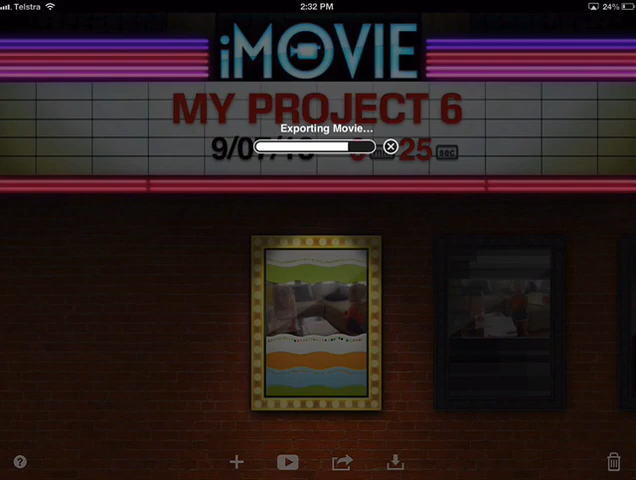 Telstra
2:32 PM
24%
iMOVIE
MY PROJECT 6
Exporting Movie...
25
SEC
?